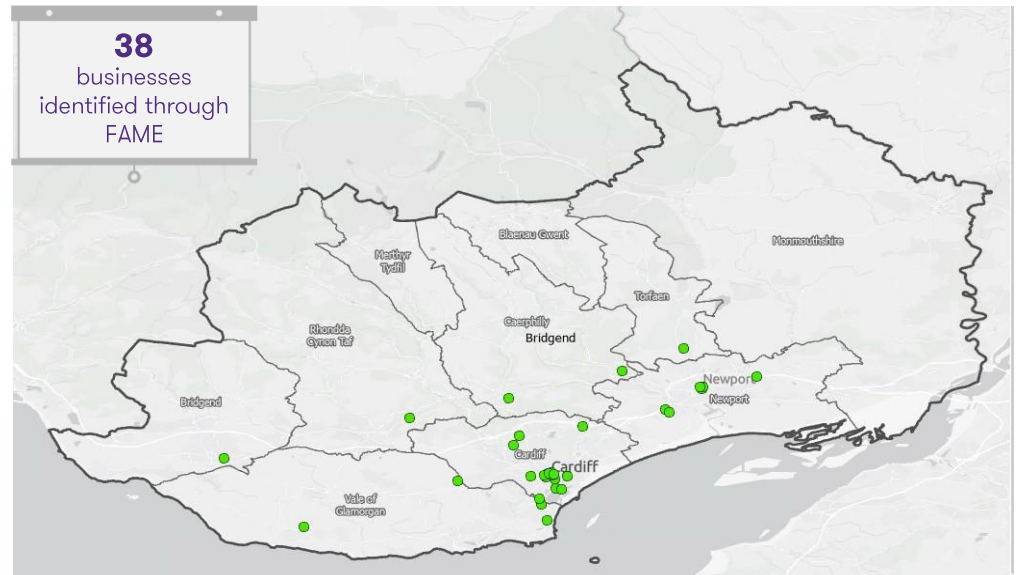 38
businesses
identified through
FAME
Blaenau Gwent
Monmouthshire
Merthyr
Tydfil
Torfaen
Caerphilly
Rhondda
Cynon Taf
Bridgend
Newport
Newport
Bridgend
Cardiff
Cardiff
Vale of
Glamorgan